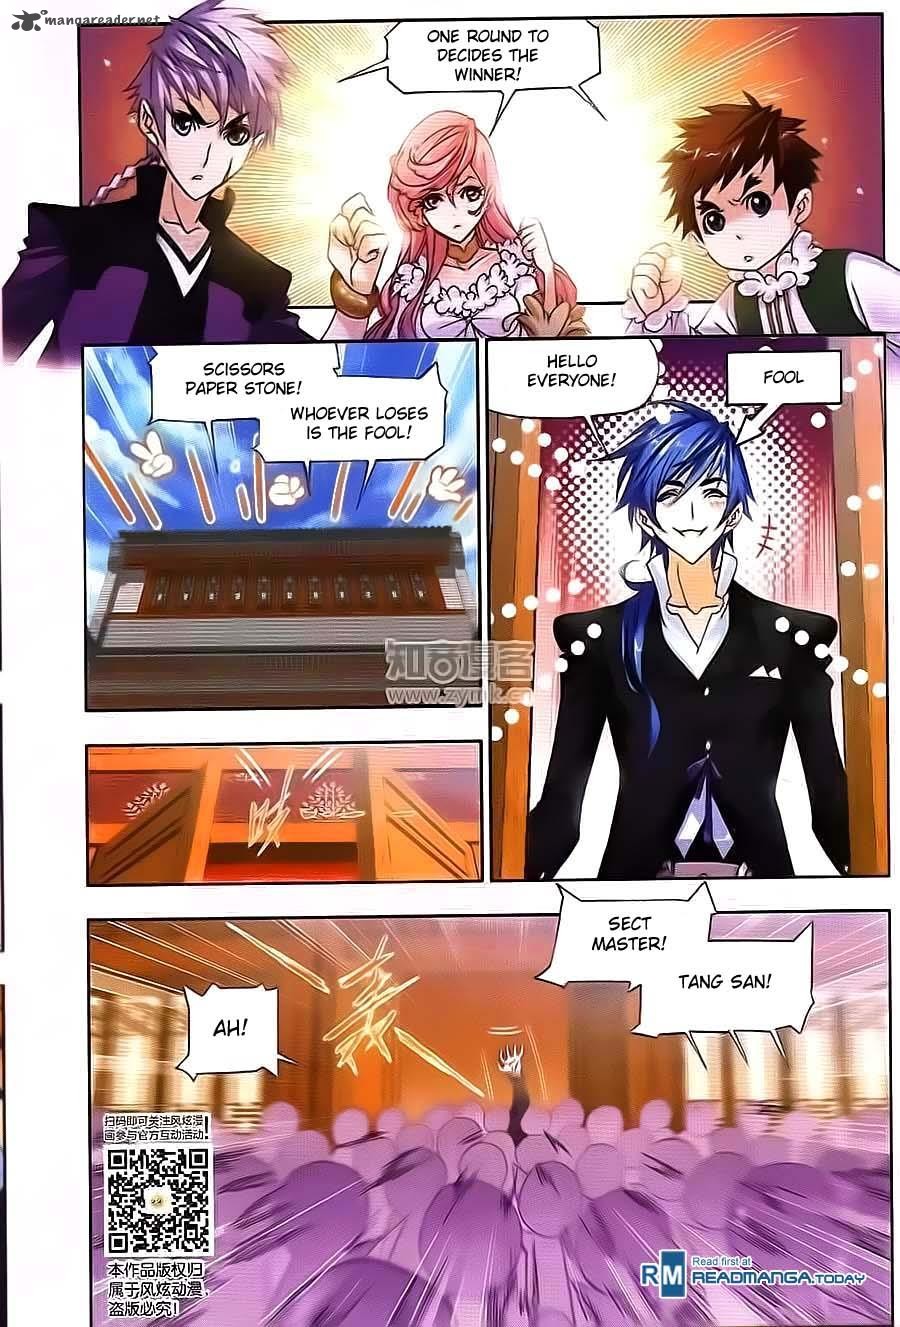 mangareader.net
ONE ROUND TO
DECIDES THE
WINNER!
SCISSORS
PAPER STONE!
WHOEVER LOSES
IS THE FOOL!
HELLO
EVERYONE!
FOOL
知音漫客
www.zymk.cn
SECT
MASTER!
TANG SAN!
AH!
扫码即可关注风炫漫
画参与官方互动活动!
本作品版权归
属于风炫动漫,
盗版必究!
RM
Read first at
READMANGA.TODAY